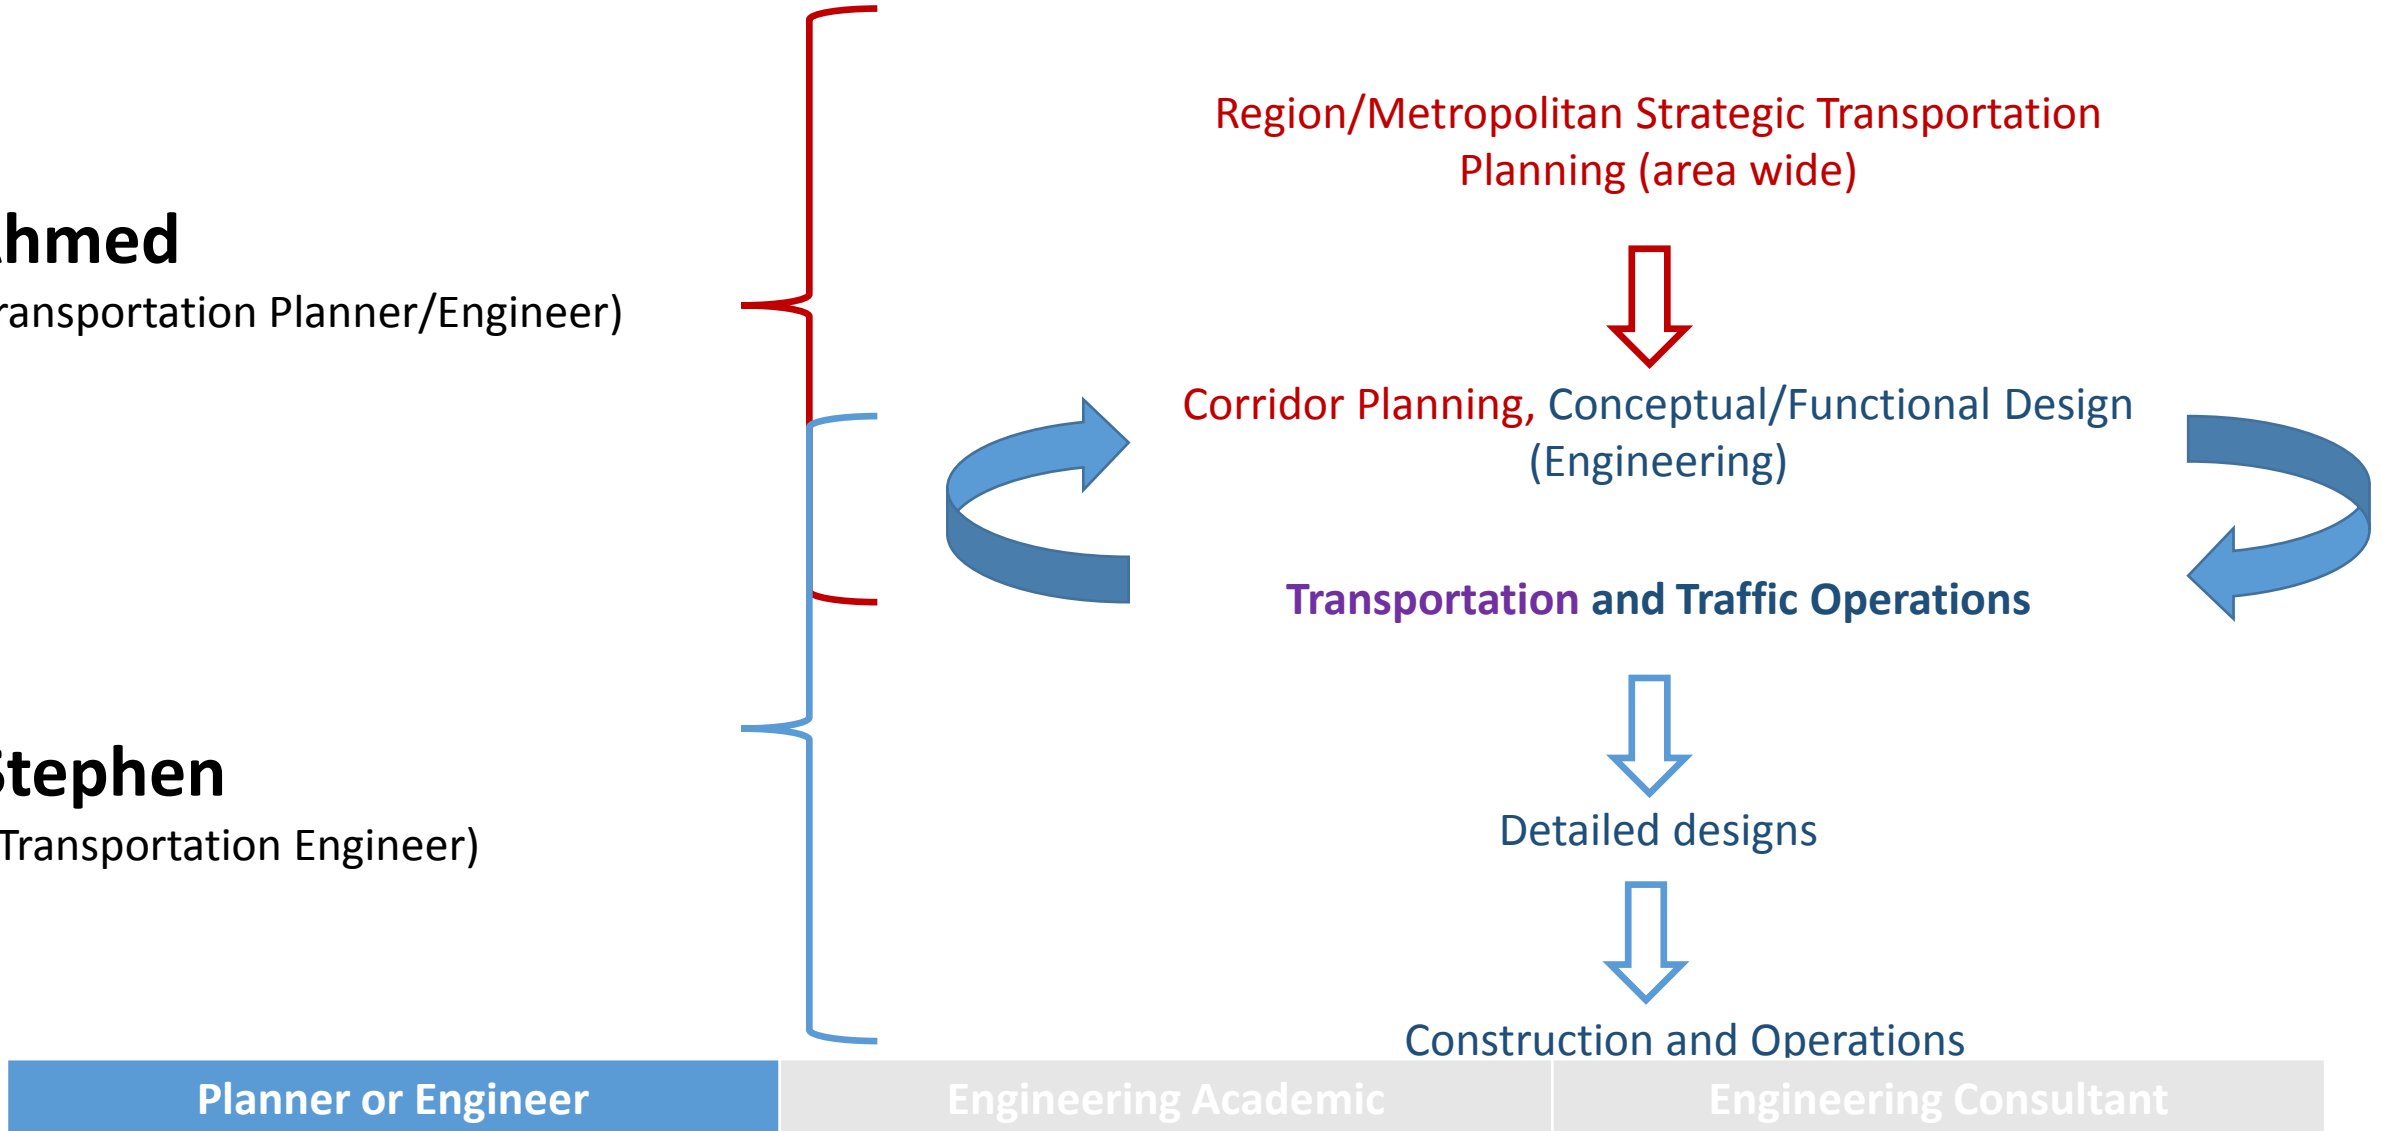 Region/Metropolitan Strategic Transportation
Planning (area wide)
hmed
ransportation Planner/Engineer)
Corridor Planning, Conceptual/Functional Design
(Engineering)
Transportation and Traffic Operations
Stephen
Transportation Engineer)
Detailed designs
Construction and Operations
Planner or Engineer
Engineering Academic
Engineering Consultant